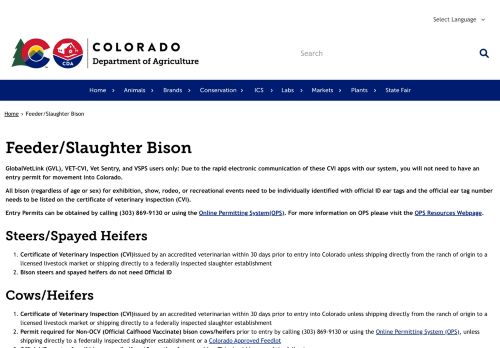 Select Language
COLORADO
Department of Agriculture
CO
CDA
Search
Home
Animals
Brands
Conservation
ICS
Labs
Markets
Plants
State Fair
Home › Feeder/Slaughter Bison
Feeder/Slaughter Bison
GlobalVetLink (GVL), VET-CVI, Vet Sentry, and VSPS users only: Due to the rapid electronic communication of these CVI apps with our system, you will not need to have an
entry permit for movement into Colorado.
All bison (regardless of age or sex) for exhibition, show, rodeo, or recreational events need to be individually identified with official ID ear tags and the official ear tag number
needs to be listed on the certificate of veterinary inspection (CVI).
Entry Permits can be obtained by calling (303) 869-9130 or using the Online Permitting System(OPS). For more information on OPS please visit the OPS Resources Webpage.
Steers/Spayed Heifers
1. Certificate of Veterinary Inspection (CVI)issued by an accredited veterinarian within 30 days prior to entry into Colorado unless shipping directly from the ranch of origin to a
licensed livestock market or shipping directly to a federally inspected slaughter establishment
2. Bison steers and spayed heifers do not need Official ID
Cows/Heifers
1. Certificate of Veterinary Inspection (CVI)issued by an accredited veterinarian within 30 days prior to entry into Colorado unless shipping directly from the ranch of origin to a
licensed livestock market or shipping directly to a federally inspected slaughter establishment
2. Permit required for Non-OCV (Official Calfhood Vaccinate) bison cows/heifers prior to entry by calling (303) 869-9130 or using the Online Permitting System (OPS), unless
shipping directly to a federally inspected slaughter establishment or a Colorado Approved Feedlot